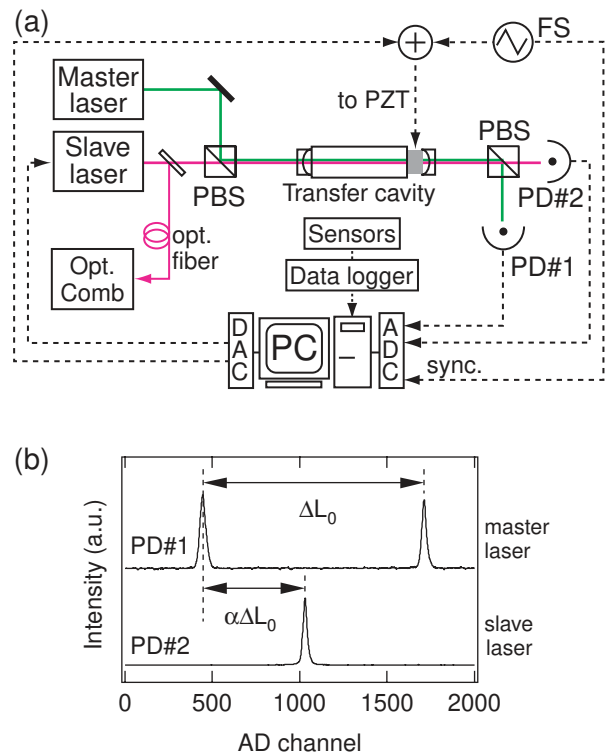 (a)
FS
+
Master
laser
to PZT
Slave
laser
PBS
PBS
Transfer cavity
PD#2
opt.
fiber
Sensors
PD#1
Opt.
Comb
Data logger
DAC
PC
ADC
sync.
(b)
Intensity (a.u.)
PD#1
ΔL₀
master
laser
αΔL₀
PD#2
slave
laser
0 500 1000 1500 2000
AD channel